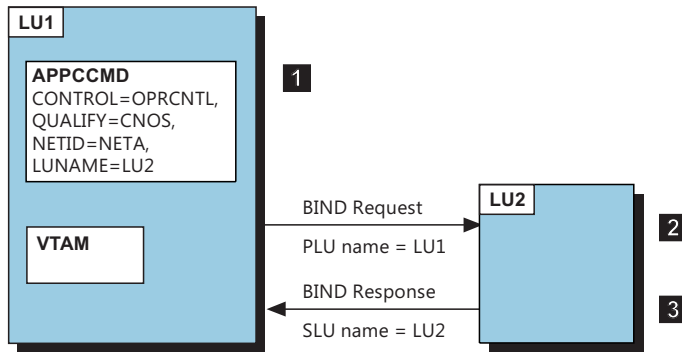 LU1
APPCCMD
CONTROL=OPRCNTL,
QUALIFY=CNOS,
NETID=NETA,
LUNAME=LU2
1
VTAM
BIND Request
PLU name = LU1
LU2
2
BIND Response
SLU name = LU2
3